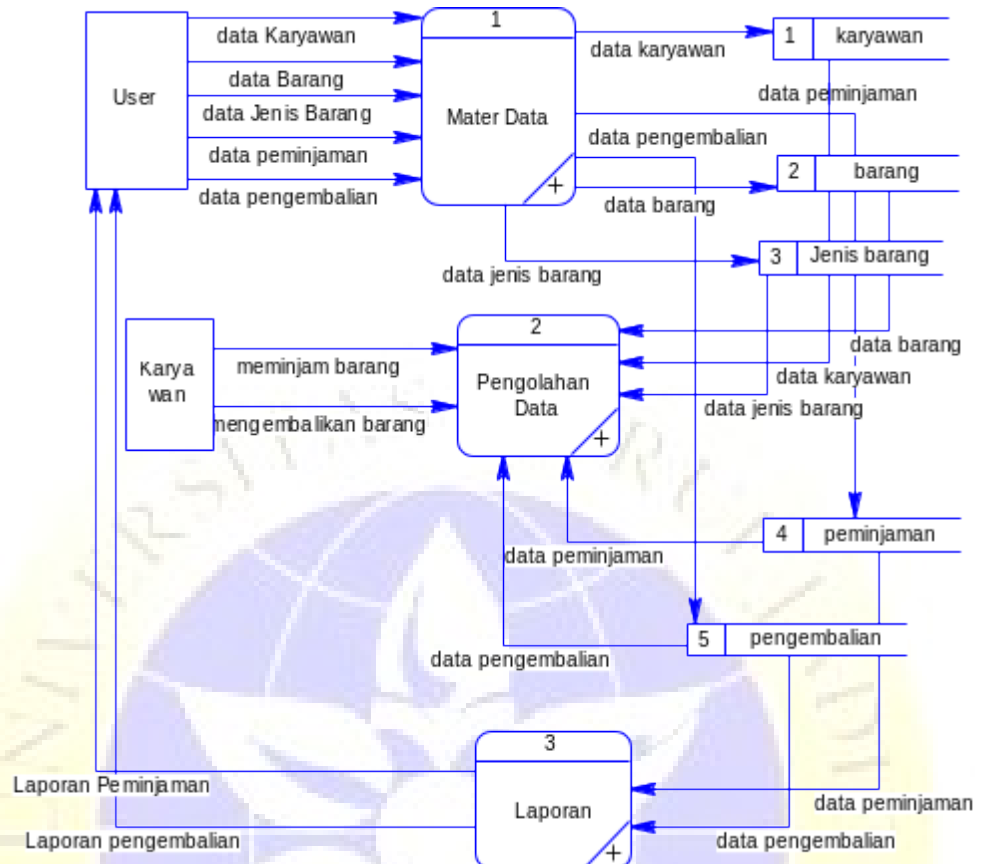 1
data Karyawan
data karyawan
1
karyawan
User
data Barang
data peminjaman
Mater Data
data Jenis Barang
data pengembalian
data peminjaman
2
barang
+
data pengembalian
data barang
3
Jenis barang
data jenis barang
2
data barang
Karya
wan
meminjam barang
Pengolahan
Data
data karyawan
data jenis barang
mengembalikan barang
+
4
peminjaman
data peminjaman
5
pengembalian
data pengembalian
3
Laporan Peminjaman
Laporan
data peminjaman
Laporan pengembalian
data pengembalian
+